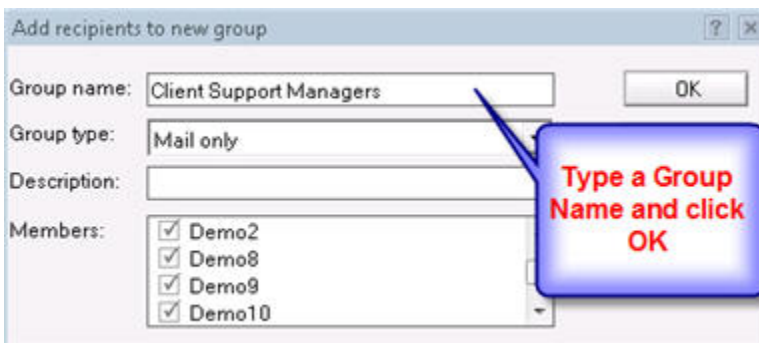 Add recipients to new group
Group name: Client Support Managers OK
Group type: Mail only
Description:
Members: Demo2
Demo8
Demo9
Demo10
Type a Group
Name and click
OK